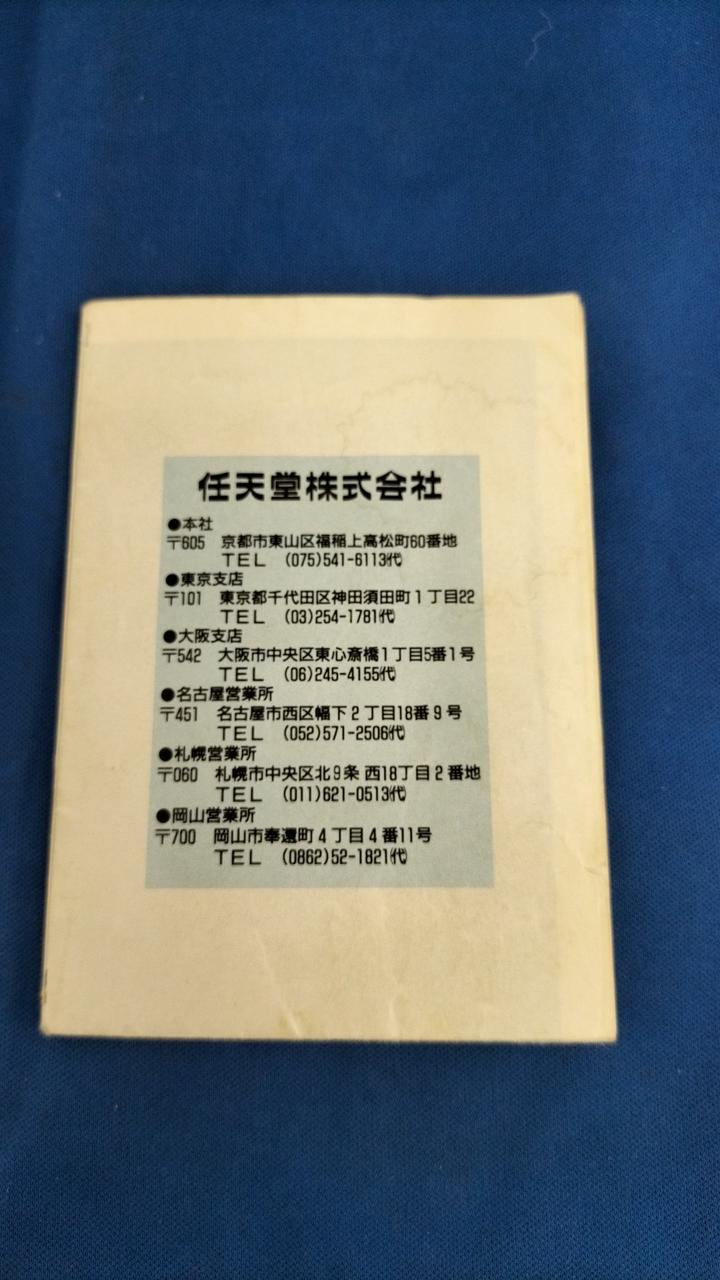 任天堂株式会社
●本社
〒605 京都市東山区福稲上高松町60番地
TEL (075)541-6113代
●東京支店
〒101 東京都千代田区神田須田町1丁目22
TEL (03)254-1781代
●大阪支店
〒542 大阪市中央区東心斎橋1丁目5番1号
TEL (06)245-4155代
●名古屋営業所
〒451 名古屋市西区幅下2丁目18番9号
TEL (052)571-2506代
●札幌営業所
〒060 札幌市中央区北9条 西18丁目2番地
TEL (011)621-0513代
●岡山営業所
〒700 岡山市奉還町4丁目4番11号
TEL (0862)52-1821代